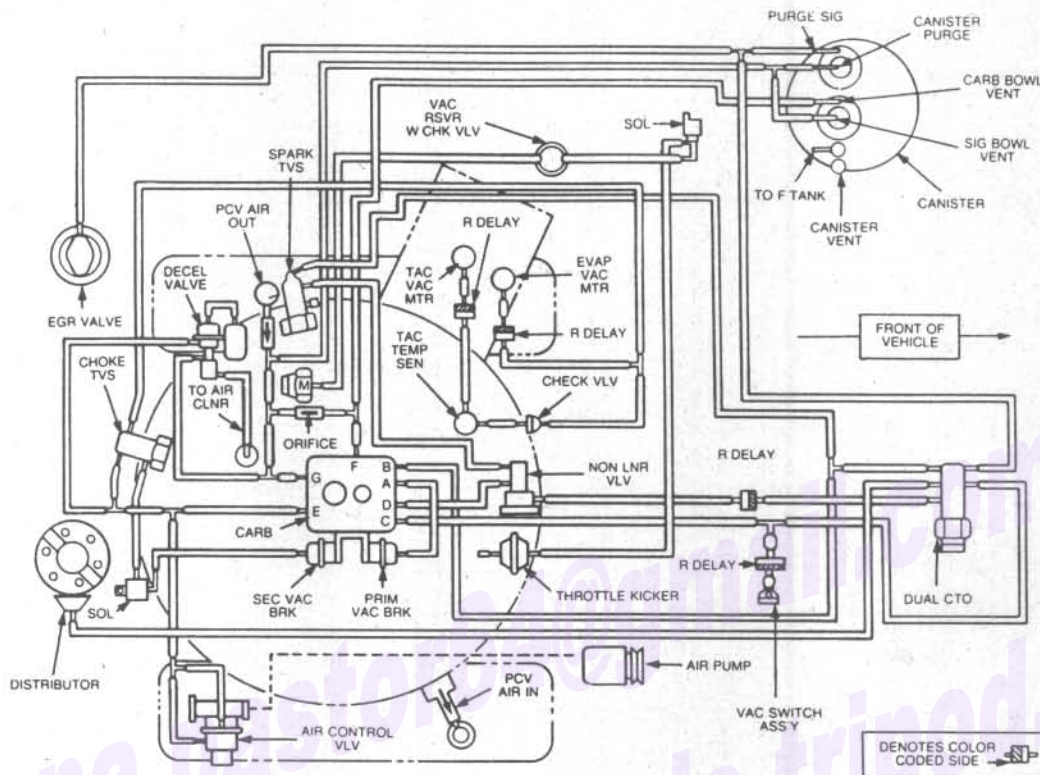 PURGE SIG
CANISTER
PURGE
CARB BOWL
VENT
SIG BOWL
VENT
TO F TANK
CANISTER
CANISTER
VENT
VAC
RSVR
W CHK VLV
SOL
SPARK
TVS
PCV AIR
OUT
DECEL
VALVE
EGR VALVE
R DELAY
TAC
VAC
MTR
EVAP
VAC
MTR
R DELAY
FRONT OF
VEHICLE
CHOKE
TVS
TO AIR
CLNR
M
TAC
TEMP
SEN
CHECK VLV
ORIFICE
F
G
B
A
D
C
E
CARB
NON LNR
VLV
R DELAY
SOL
SEC VAC
BRK
PRIM
VAC BRK
THROTTLE KICKER
R DELAY
DUAL CTO
DISTRIBUTOR
AIR PUMP
PCV
AIR IN
VAC SWITCH
ASS'Y
AIR CONTROL
VLV
DENOTES COLOR
CODED SIDE